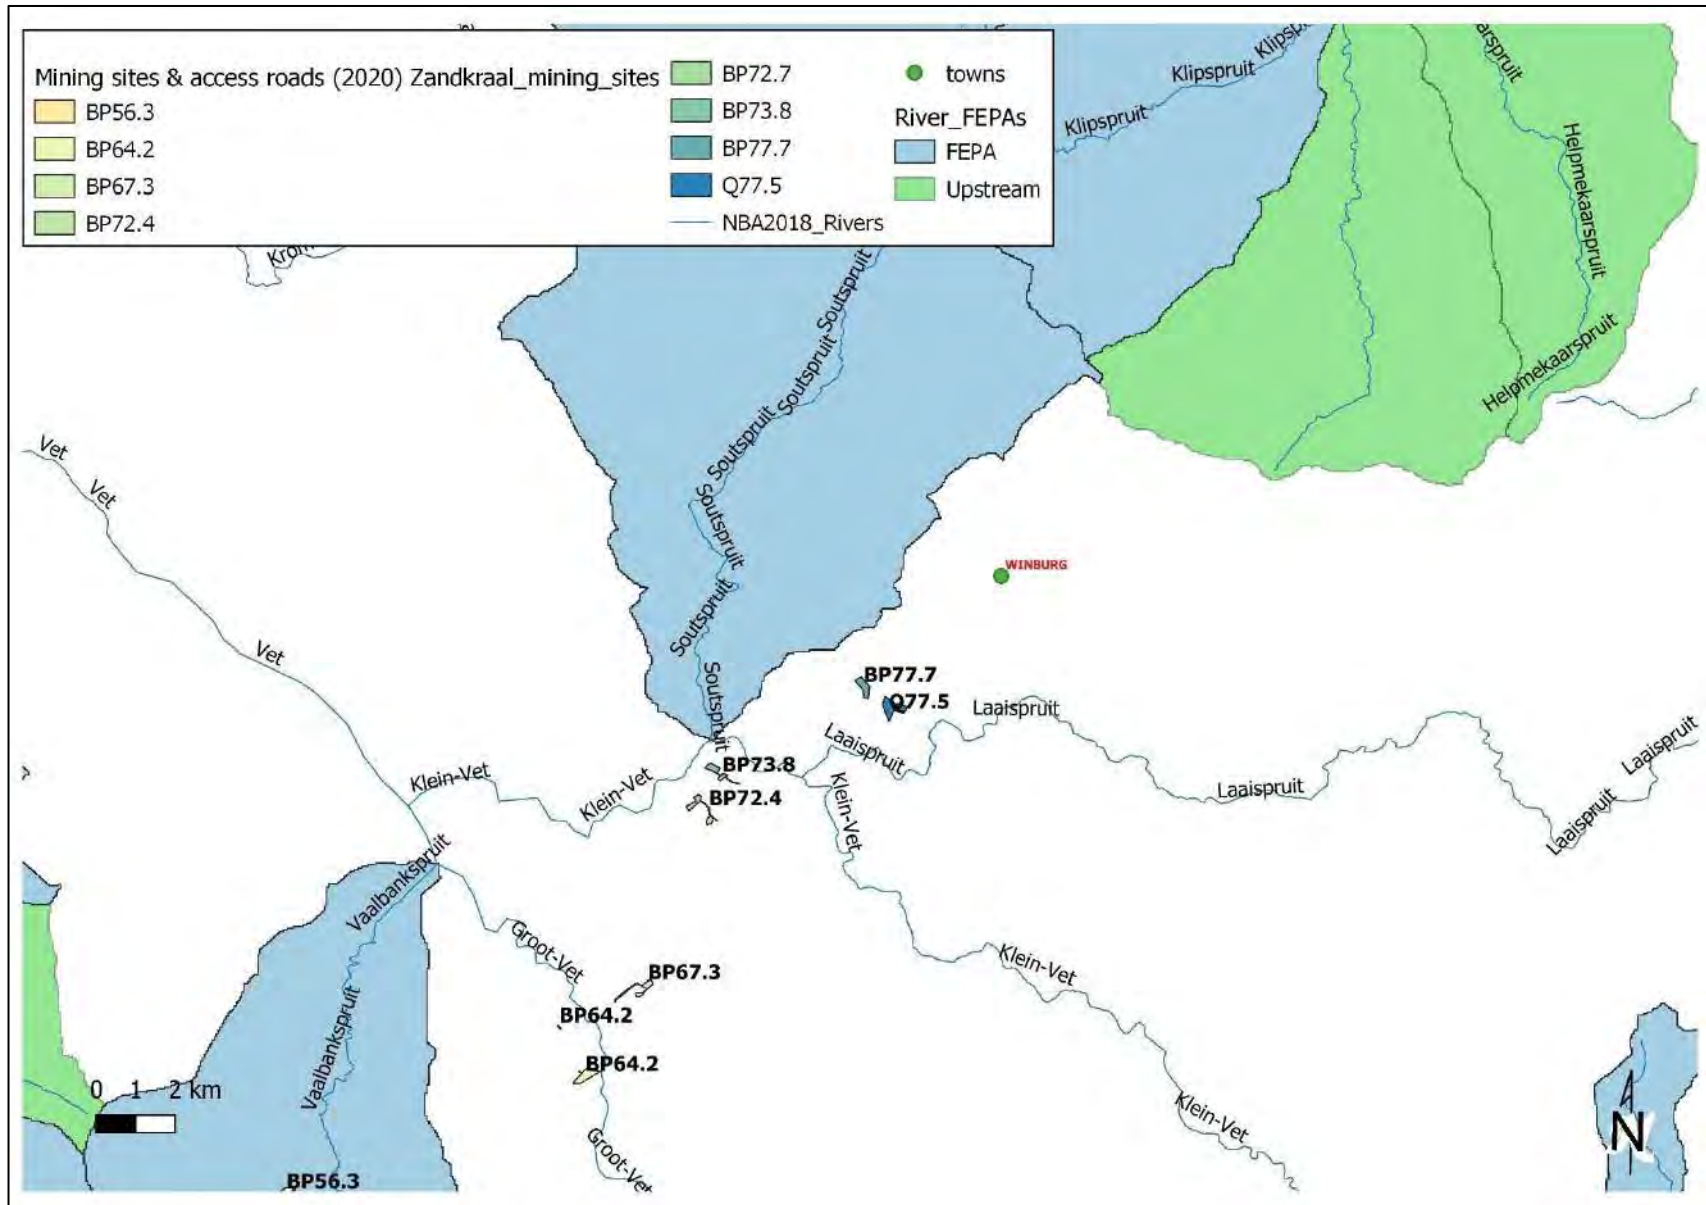 Mining sites & access roads (2020) Zandkraal_mining_sites
BP56.3
BP64.2
BP67.3
BP72.4
BP72.7
BP73.8
BP77.7
Q77.5
NBA2018_Rivers
towns
River_FEPAs
FEPA
Upstream
Klipspruit
Klipspruit
Helpmekaarspruit
Helpmekaarspruit
Soutspruit
Soutspruit
Soutspruit
Soutspruit
Soutspruit
Soutspruit
Vet
Vet
Vet
WINBURG
BP77.7
Q77.5
Laaispruit
Laaispruit
Laaispruit
Laaispruit
Laaispruit
BP73.8
BP72.4
Klein-Vet
Klein-Vet
Klein-Vet
Klein-Vet
Klein-Vet
Vaalbankspruit
Vaalbankspruit
Groot-Vet
BP67.3
BP64.2
BP64.2
Groot-Vet
0 1 2 km
BP56.3
N